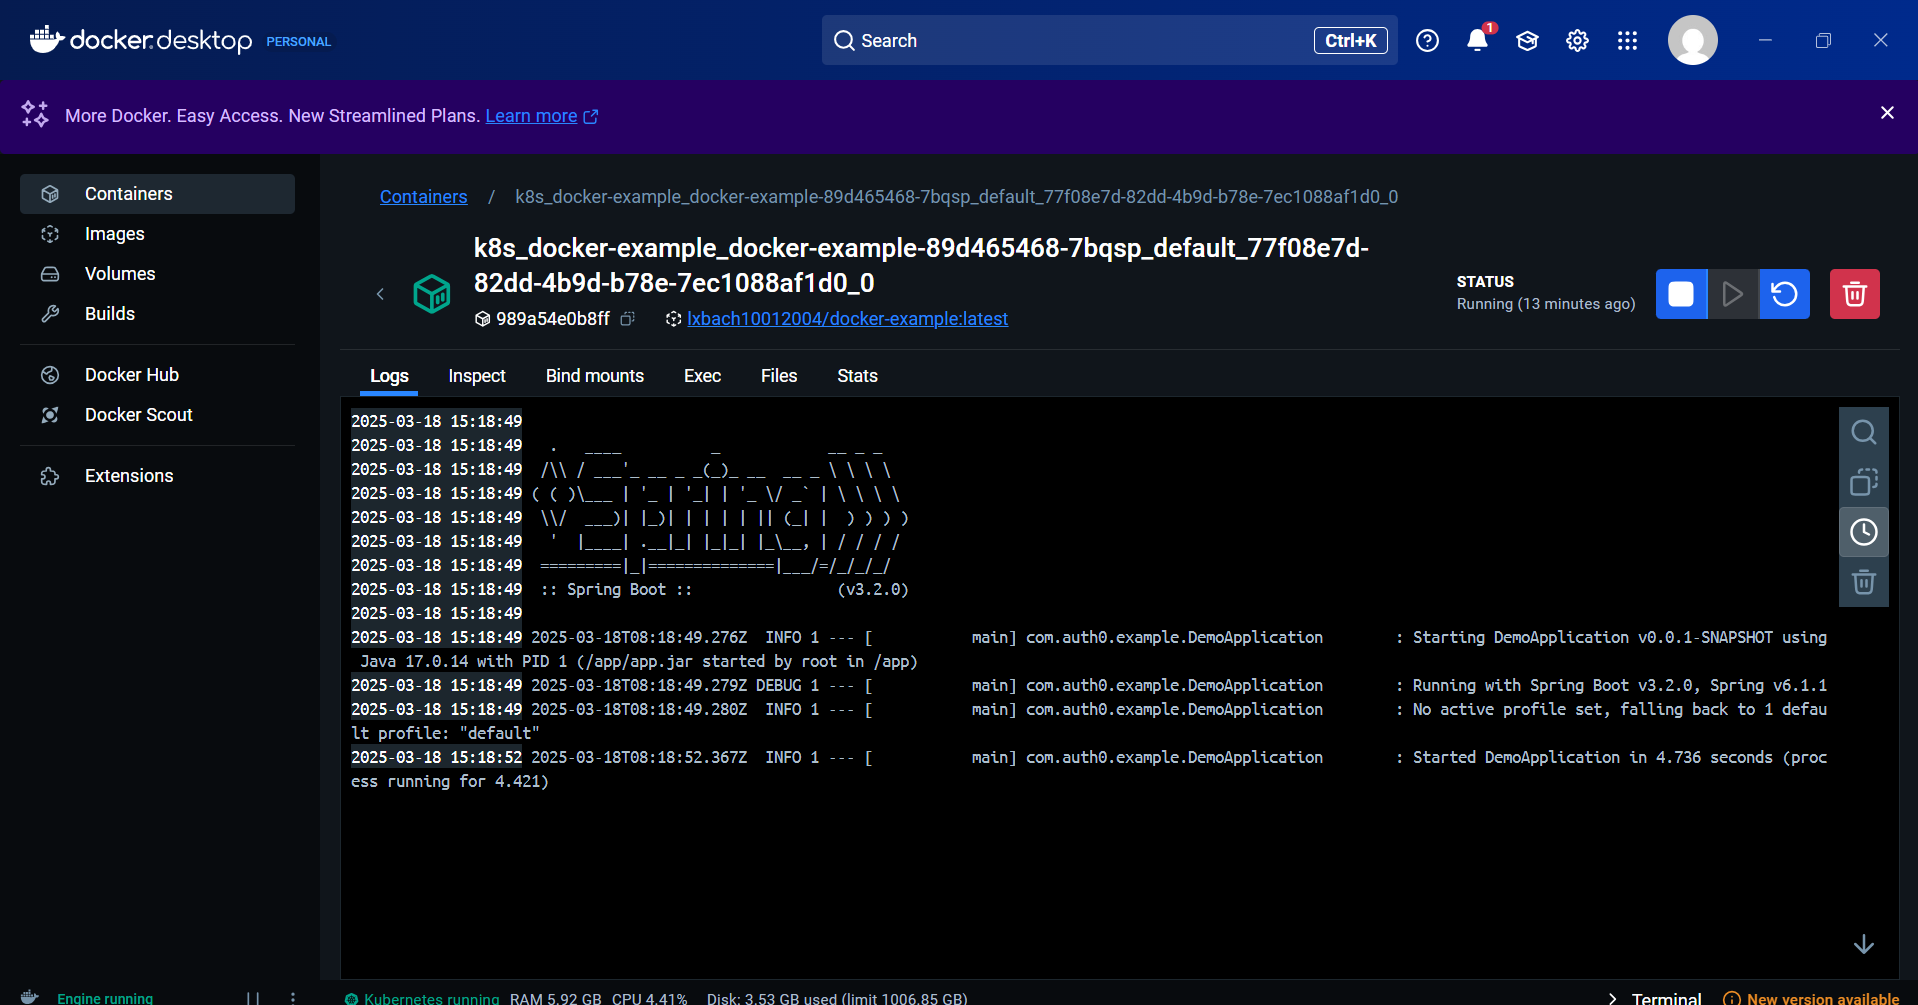 docker.desktop PERSONAL
Search
Ctrl+K
1
More Docker. Easy Access. New Streamlined Plans. Learn more
Containers
Images
Volumes
Builds
Docker Hub
Docker Scout
Extensions
Containers / k8s_docker-example_docker-example-89d465468-7bqsp_default_77f08e7d-82dd-4b9d-b78e-7ec1088af1d0_0
k8s_docker-example_docker-example-89d465468-7bqsp_default_77f08e7d-
82dd-4b9d-b78e-7ec1088af1d0_0
989a54e0b8ff lxbach10012004/docker-example:latest
STATUS
Running (13 minutes ago)
Logs Inspect Bind mounts Exec Files Stats
2025-03-18 15:18:49
2025-03-18 15:18:49   .   ____          _            __ _ _
2025-03-18 15:18:49  /\\ / ___'_ __ _ _(_)_ __  __ _ \ \ \ \
2025-03-18 15:18:49 ( ( )\___ | '_ | '_| | '_ \/ _` | \ \ \ \
2025-03-18 15:18:49  \\/  ___)| |_)| | | | | || (_| |  ) ) ) )
2025-03-18 15:18:49   '  |____| .__|_| |_|_| |_\__, | / / / /
2025-03-18 15:18:49  =========|_|==============|___/=/_/_/_/
2025-03-18 15:18:49  :: Spring Boot ::                (v3.2.0)
2025-03-18 15:18:49
2025-03-18 15:18:49 2025-03-18T08:18:49.276Z  INFO 1 --- [           main] com.auth0.example.DemoApplication        : Starting DemoApplication v0.0.1-SNAPSHOT using
 Java 17.0.14 with PID 1 (/app/app.jar started by root in /app)
2025-03-18 15:18:49 2025-03-18T08:18:49.279Z DEBUG 1 --- [           main] com.auth0.example.DemoApplication        : Running with Spring Boot v3.2.0, Spring v6.1.1
2025-03-18 15:18:49 2025-03-18T08:18:49.280Z  INFO 1 --- [           main] com.auth0.example.DemoApplication        : No active profile set, falling back to 1 defau
lt profile: "default"
2025-03-18 15:18:52 2025-03-18T08:18:52.367Z  INFO 1 --- [           main] com.auth0.example.DemoApplication        : Started DemoApplication in 4.736 seconds (proc
ess running for 4.421)
Engine running
Kubernetes running RAM 5.92 GB CPU 4.41% Disk: 3.53 GB used (limit 1006.85 GB)
Terminal
New version available